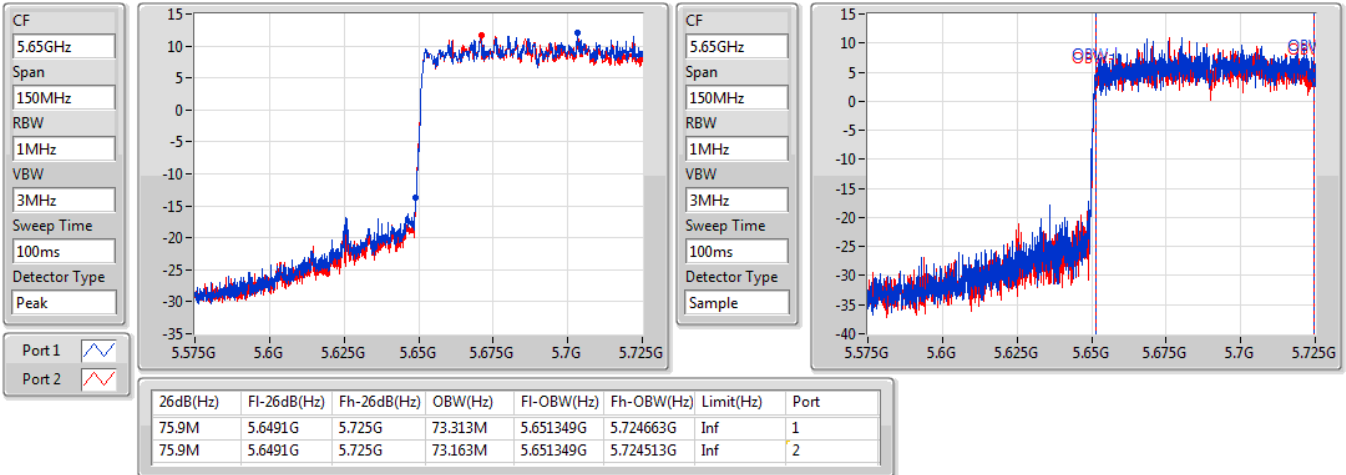 CF
5.65GHz
Span
150MHz
RBW
1MHz
VBW
3MHz
Sweep Time
100ms
Detector Type
Peak
Port 1
Port 2
15
10
5
0
-5
-10
-15
-20
-25
-30
-35
5.575G 5.6G 5.625G 5.65G 5.675G 5.7G 5.725G
CF
5.65GHz
Span
150MHz
RBW
1MHz
VBW
3MHz
Sweep Time
100ms
Detector Type
Sample
15
10
5
0
-5
-10
-15
-20
-25
-30
-35
-40
OBW
OBW
5.575G 5.6G 5.625G 5.65G 5.675G 5.7G 5.725G
26dB(Hz) Fl-26dB(Hz) Fh-26dB(Hz) OBW(Hz) Fl-OBW(Hz) Fh-OBW(Hz) Limit(Hz) Port
75.9M 5.6491G 5.725G 73.313M 5.651349G 5.724663G Inf 1
75.9M 5.6491G 5.725G 73.163M 5.651349G 5.724513G Inf 2